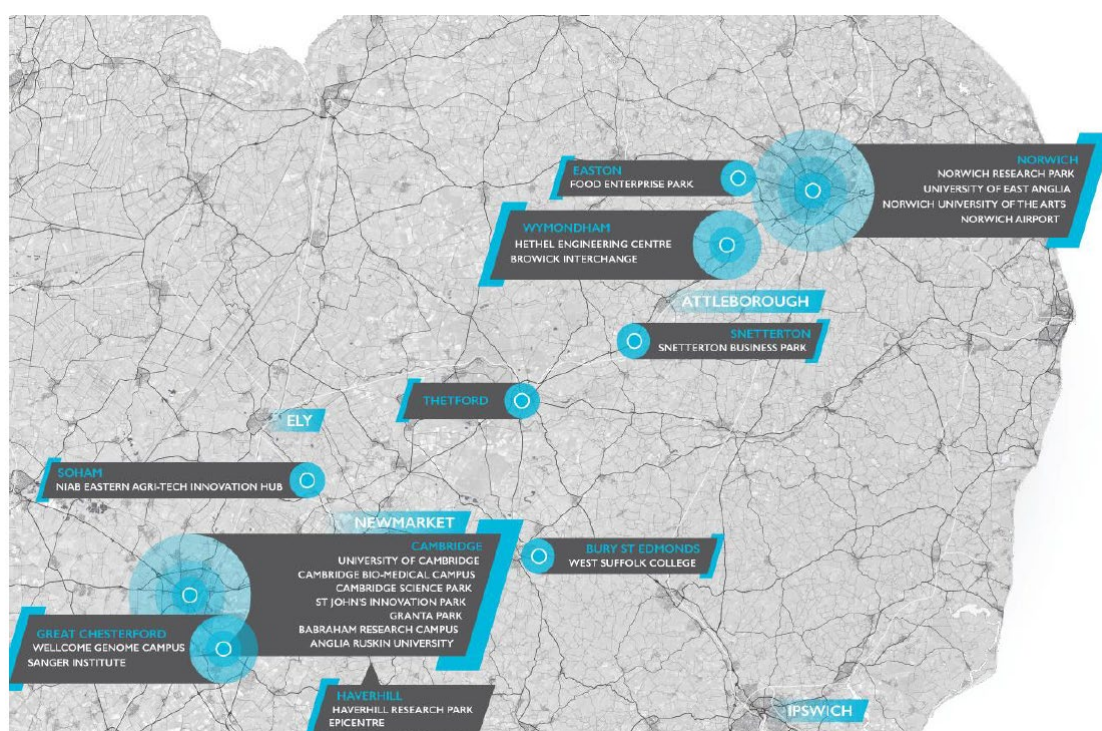 EASTON
FOOD ENTERPRISE PARK
NORWICH
NORWICH RESEARCH PARK
UNIVERSITY OF EAST ANGLIA
NORWICH UNIVERSITY OF THE ARTS
NORWICH AIRPORT
WYMONDHAM
HETHEL ENGINEERING CENTRE
BROWICK INTERCHANGE
ATTLEBOROUGH
SNETTERTON
SNETTERTON BUSINESS PARK
THETFORD
ELY
SOHAM
NIAB EASTERN AGRI-TECH INNOVATION HUB
NEWMARKET
CAMBRIDGE
UNIVERSITY OF CAMBRIDGE
CAMBRIDGE BIO-MEDICAL CAMPUS
CAMBRIDGE SCIENCE PARK
ST JOHN'S INNOVATION PARK
GRANTA PARK
BABRAHAM RESEARCH CAMPUS
ANGLIA RUSKIN UNIVERSITY
BURY ST EDMONDS
WEST SUFFOLK COLLEGE
GREAT CHESTERFORD
WELLCOME GENOME CAMPUS
SANGER INSTITUTE
HAVERHILL
HAVERHILL RESEARCH PARK
EPICENTRE
IPSWICH